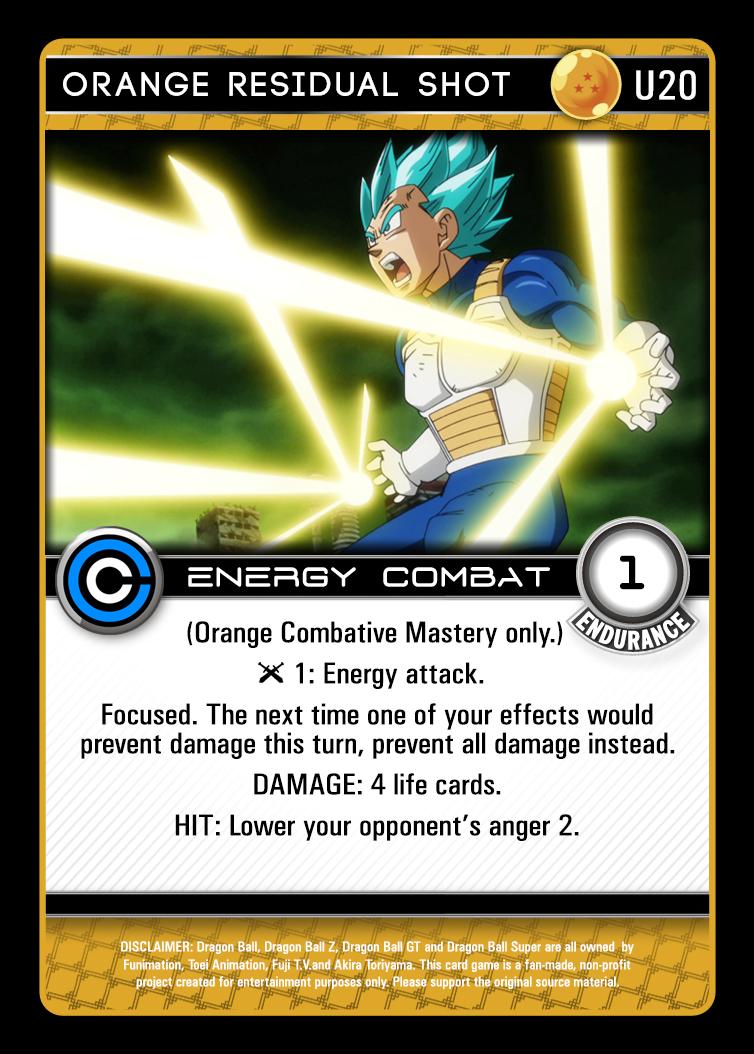 ORANGE RESIDUAL SHOT U20
ENERGY COMBAT 1
ENDURANCE
(Orange Combative Mastery only.)
1: Energy attack.
Focused. The next time one of your effects would
prevent damage this turn, prevent all damage instead.
DAMAGE: 4 life cards.
HIT: Lower your opponent's anger 2.
DISCLAIMER: Dragon Ball, Dragon Ball Z, Dragon Ball GT and Dragon Ball Super are all owned by
Funimation, Toei Animation, Fuji T.V.and Akira Toriyama. This card game is a fan-made, non-profit
project created for entertainment purposes only. Please support the original source material.